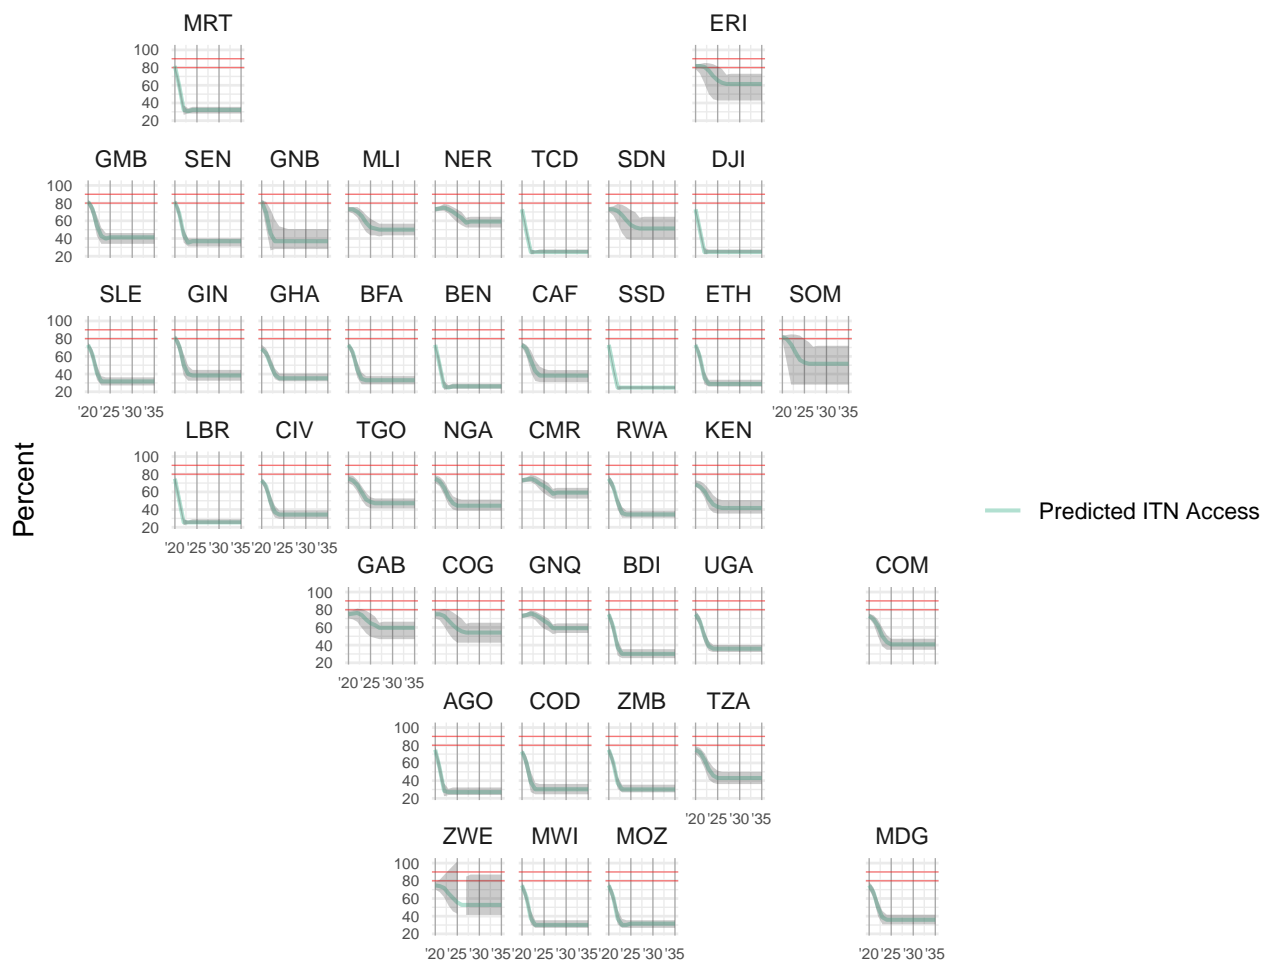 MRT ERI
100
80
60
40
20
GMB SEN GNB MLI NER TCD SDN DJI
100
80
60
40
20
SLE GIN GHA BFA BEN CAF SSD ETH SOM
100
80
60
40
20
'20 '25 '30 '35 '20 '25 '30 '35
LBR CIV TGO NGA CMR RWA KEN
100
80
60
40
20
'20 '25 '30 '35 '20 '25 '30 '35
Percent
Predicted ITN Access
GAB COG GNQ BDI UGA COM
100
80
60
40
20
'20 '25 '30 '35
AGO COD ZMB TZA
100
80
60
40
20
'20 '25 '30 '35
ZWE MWI MOZ MDG
100
80
60
40
20
'20 '25 '30 '35 '20 '25 '30 '35 '20 '25 '30 '35 '20 '25 '30 '35